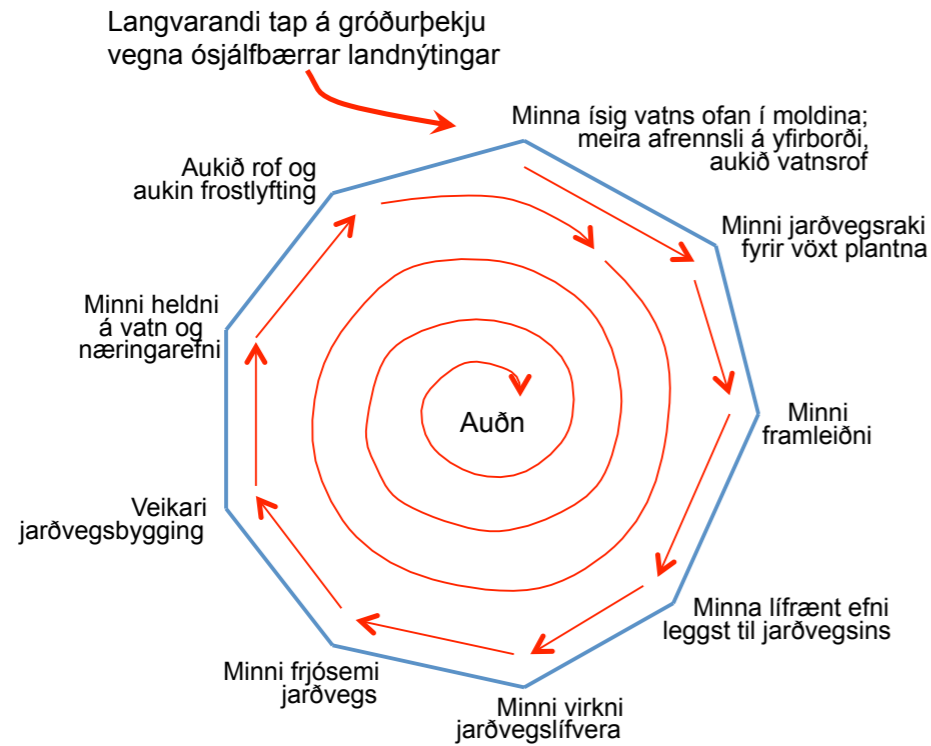 Langvarandi tap á gróðurþekju
vegna ósjálfbærrar landnýtingar
Minna ísig vatns ofan í moldina;
meira afrennsli á yfirborði,
aukið vatnsrof
Minni jarðvegsraki
fyrir vöxt plantna
Minni
framleiðni
Minna lífrænt efni
leggst til jarðvegsins
Minni virkni
jarðvegslífvera
Minni frjósemi
jarðvegs
Veikari
jarðvegsbygging
Minni heldni
á vatn og
næringarefni
Aukið rof og
aukin frostlyfting
Auðn